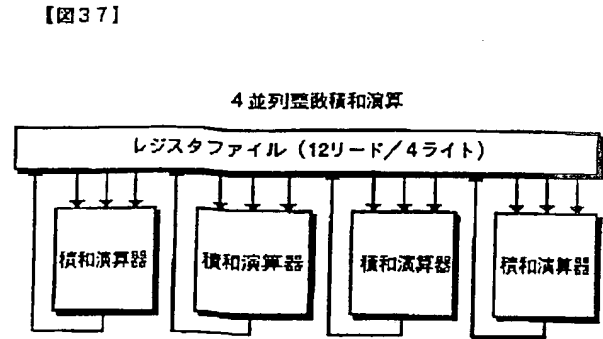 【図37】
4並列整数積和演算
レジスタファイル（12リード／4ライト）
積和演算器 積和演算器 積和演算器 積和演算器